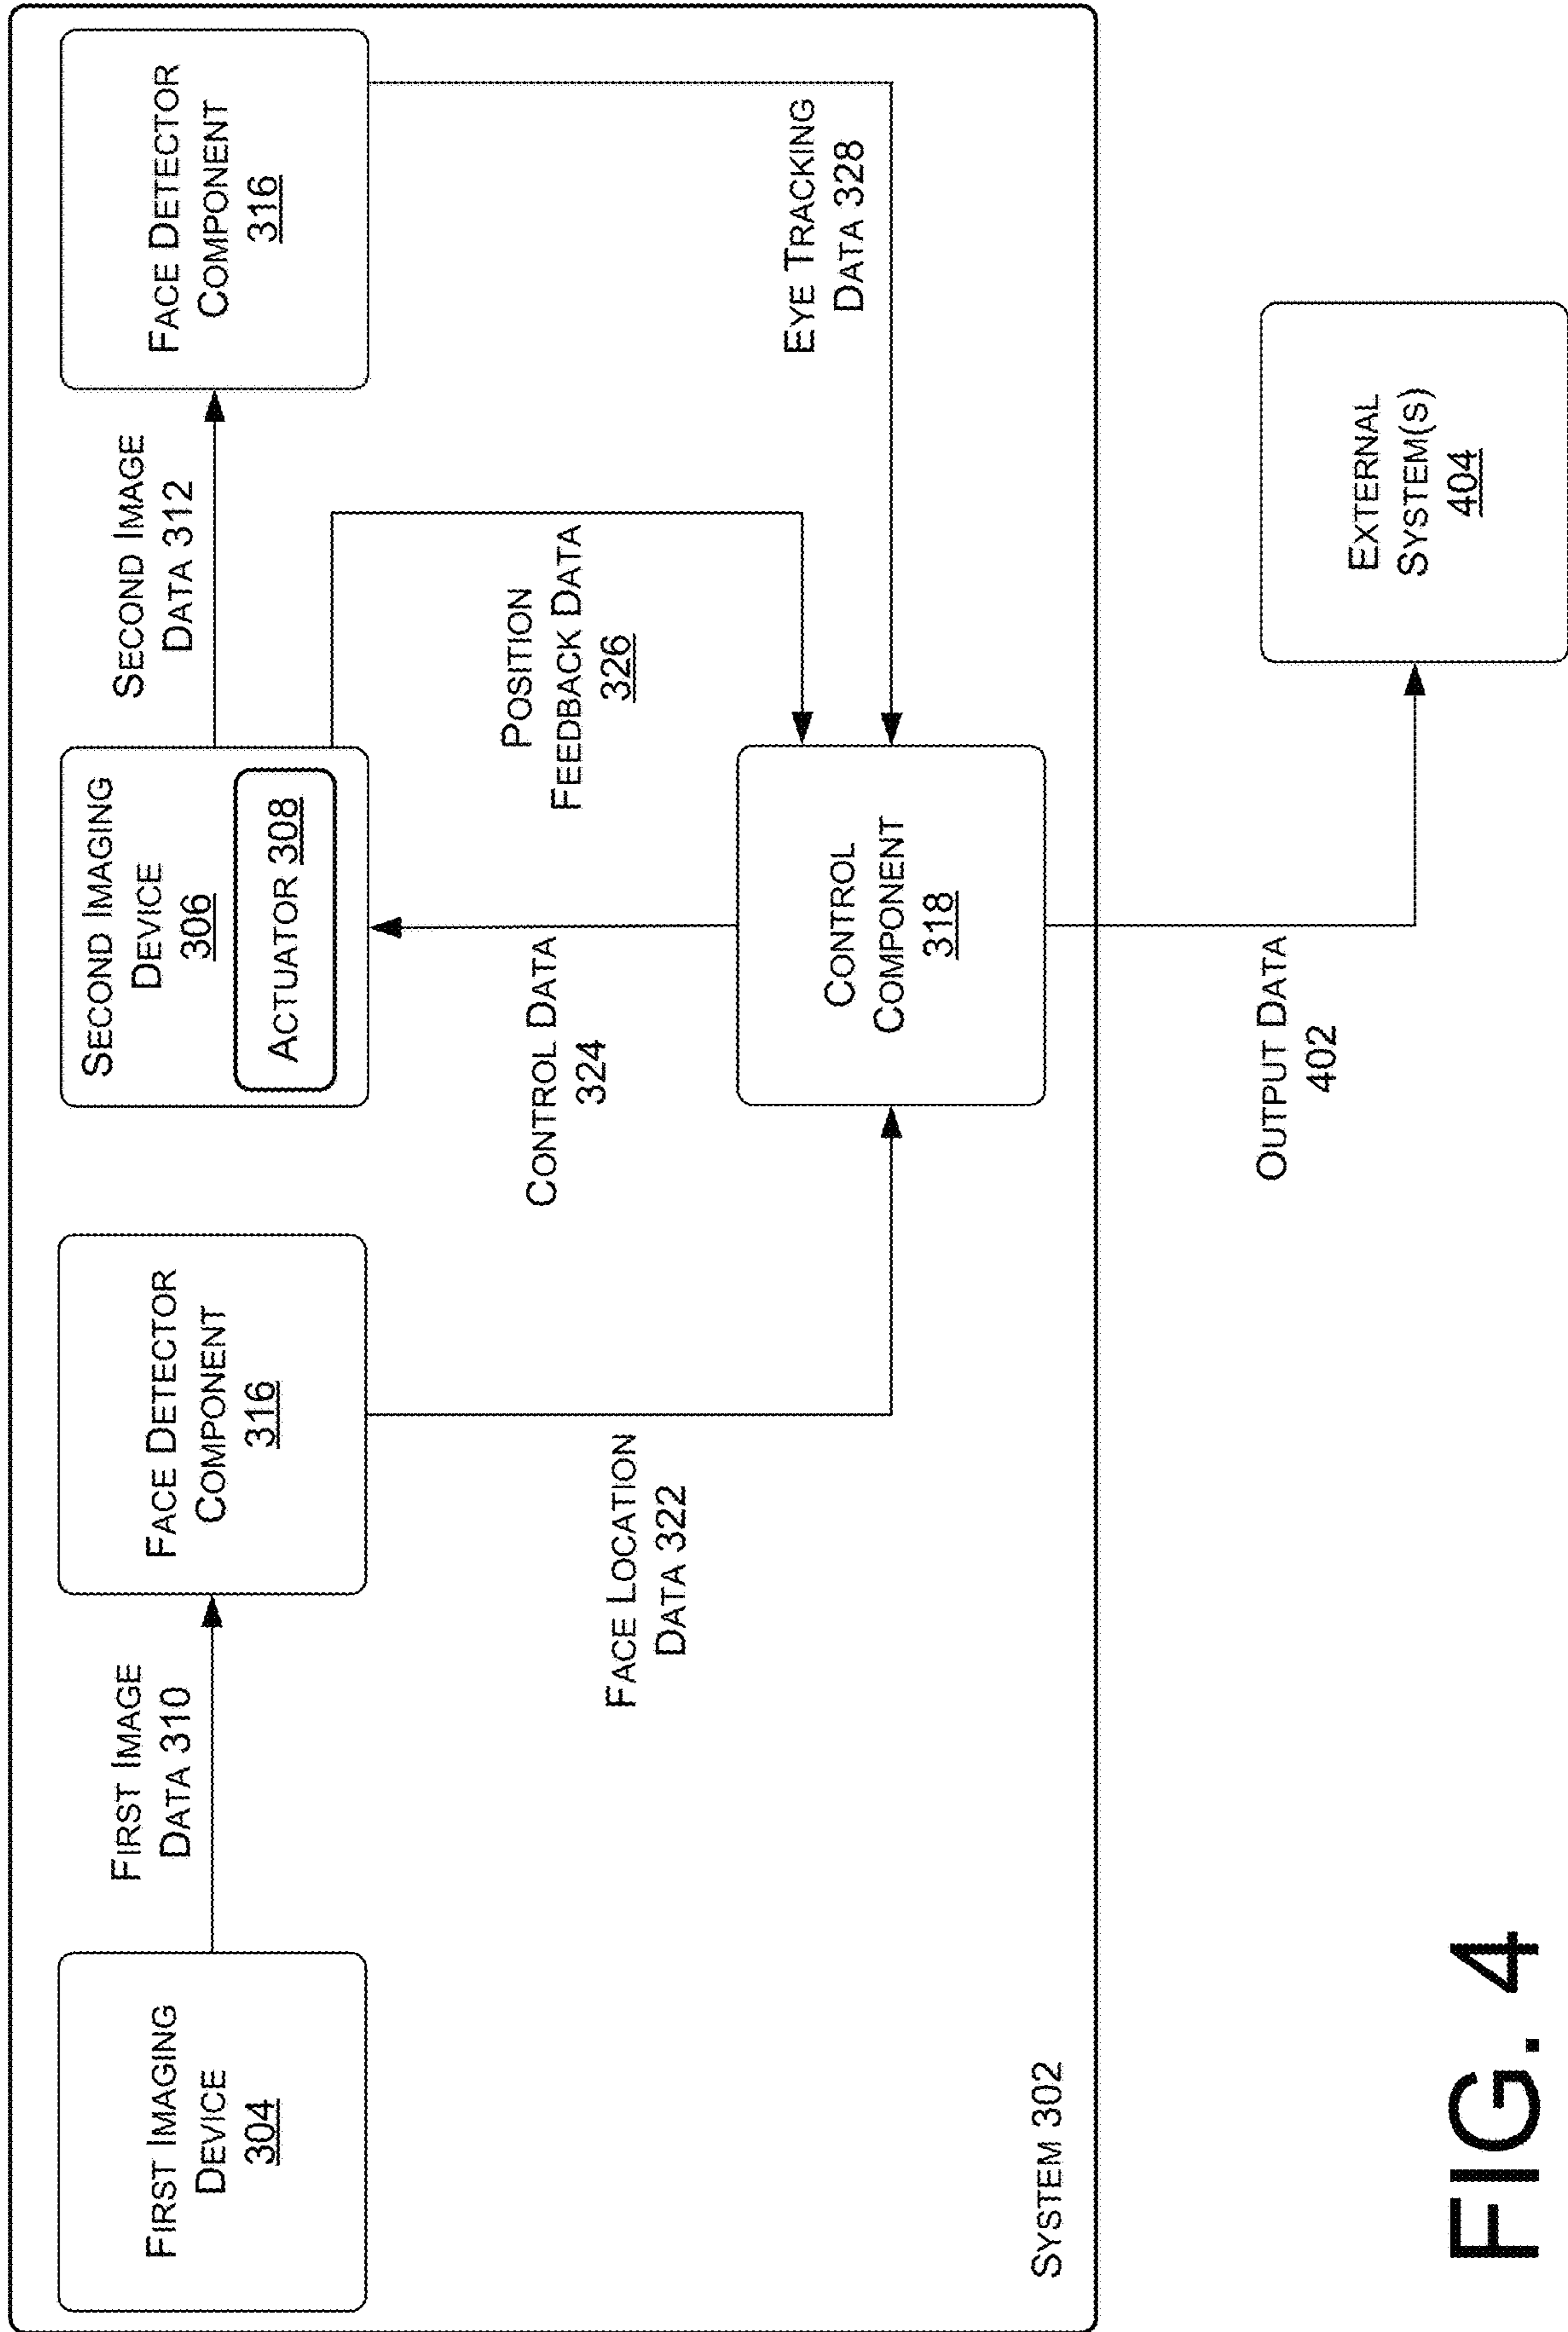 FIRST IMAGING
DEVICE
304
FIRST IMAGE
DATA 310
FACE DETECTOR
COMPONENT
316
SECOND IMAGING
DEVICE
306
ACTUATOR 308
SECOND IMAGE
DATA 312
FACE DETECTOR
COMPONENT
316
FACE LOCATION
DATA 322
CONTROL DATA
324
POSITION
FEEDBACK DATA
326
EYE TRACKING
DATA 328
CONTROL
COMPONENT
318
SYSTEM 302
OUTPUT DATA
402
EXTERNAL
SYSTEM(S)
404
FIG. 4